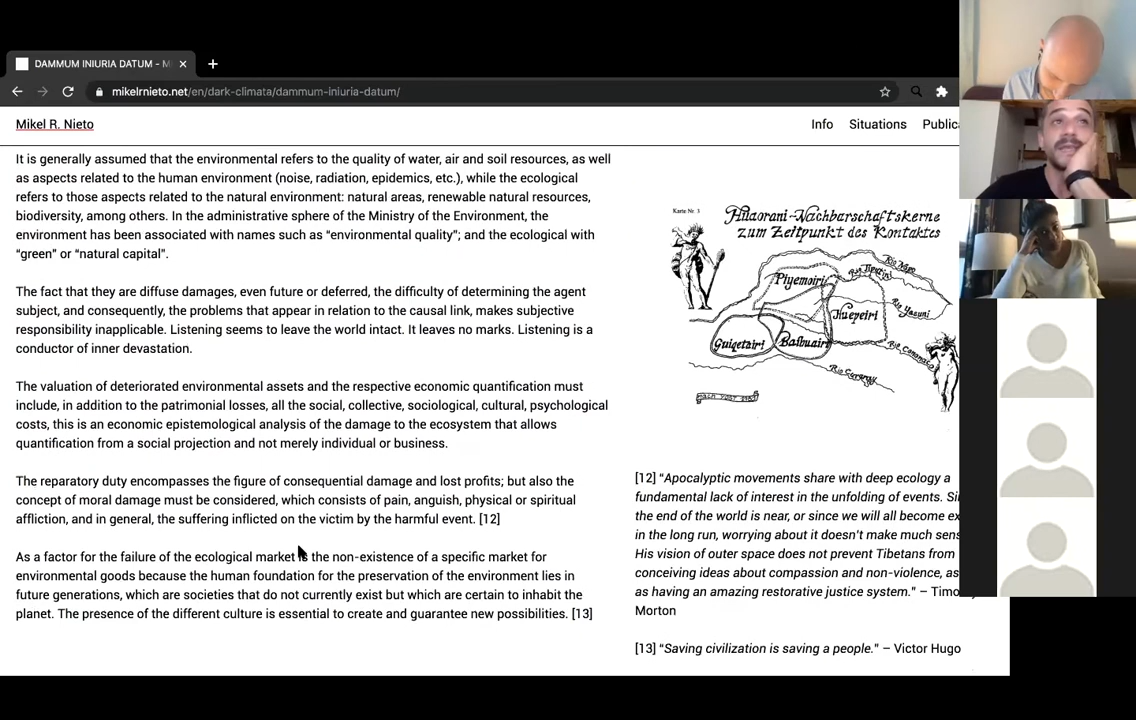 DAMMUM INIURIA DATUM - M
mikelrnieto.net/en/dark-climata/dammum-iniuria-datum/
Mikel R. Nieto
Info Situations Publica
It is generally assumed that the environmental refers to the quality of water, air and soil resources, as well
as aspects related to the human environment (noise, radiation, epidemics, etc.), while the ecological
refers to those aspects related to the natural environment: natural areas, renewable natural resources,
biodiversity, among others. In the administrative sphere of the Ministry of the Environment, the
environment has been associated with names such as “environmental quality”; and the ecological with
“green” or “natural capital”.
The fact that they are diffuse damages, even future or deferred, the difficulty of determining the agent
subject, and consequently, the problems that appear in relation to the causal link, makes subjective
responsibility inapplicable. Listening seems to leave the world intact. It leaves no marks. Listening is a
conductor of inner devastation.
The valuation of deteriorated environmental assets and the respective economic quantification must
include, in addition to the patrimonial losses, all the social, collective, sociological, cultural, psychological
costs, this is an economic epistemological analysis of the damage to the ecosystem that allows
quantification from a social projection and not merely individual or business.
The reparatory duty encompasses the figure of consequential damage and lost profits; but also the
concept of moral damage must be considered, which consists of pain, anguish, physical or spiritual
affliction, and in general, the suffering inflicted on the victim by the harmful event. [12]
As a factor for the failure of the ecological market is the non-existence of a specific market for
environmental goods because the human foundation for the preservation of the environment lies in
future generations, which are societies that do not currently exist but which are certain to inhabit the
planet. The presence of the different culture is essential to create and guarantee new possibilities. [13]
Karte Nr. 3
Huaorani-Nachbarschaftskerne
zum Zeitpunkt des Kontaktes
Piyemoiri
Rio Tiputini
Rio Napo
Huepeiri
Rio Yasuni
Guiqetairi
Baihuairi
Rio Cononaco
Rio Curaray
[12] “Apocalyptic movements share with deep ecology a
fundamental lack of interest in the unfolding of events. Si
the end of the world is near, or since we will all become ex
in the long run, worrying about it doesn't make much sens
His vision of outer space does not prevent Tibetans from
conceiving ideas about compassion and non-violence, as
as having an amazing restorative justice system.” – Timo
Morton
[13] “Saving civilization is saving a people.” – Victor Hugo